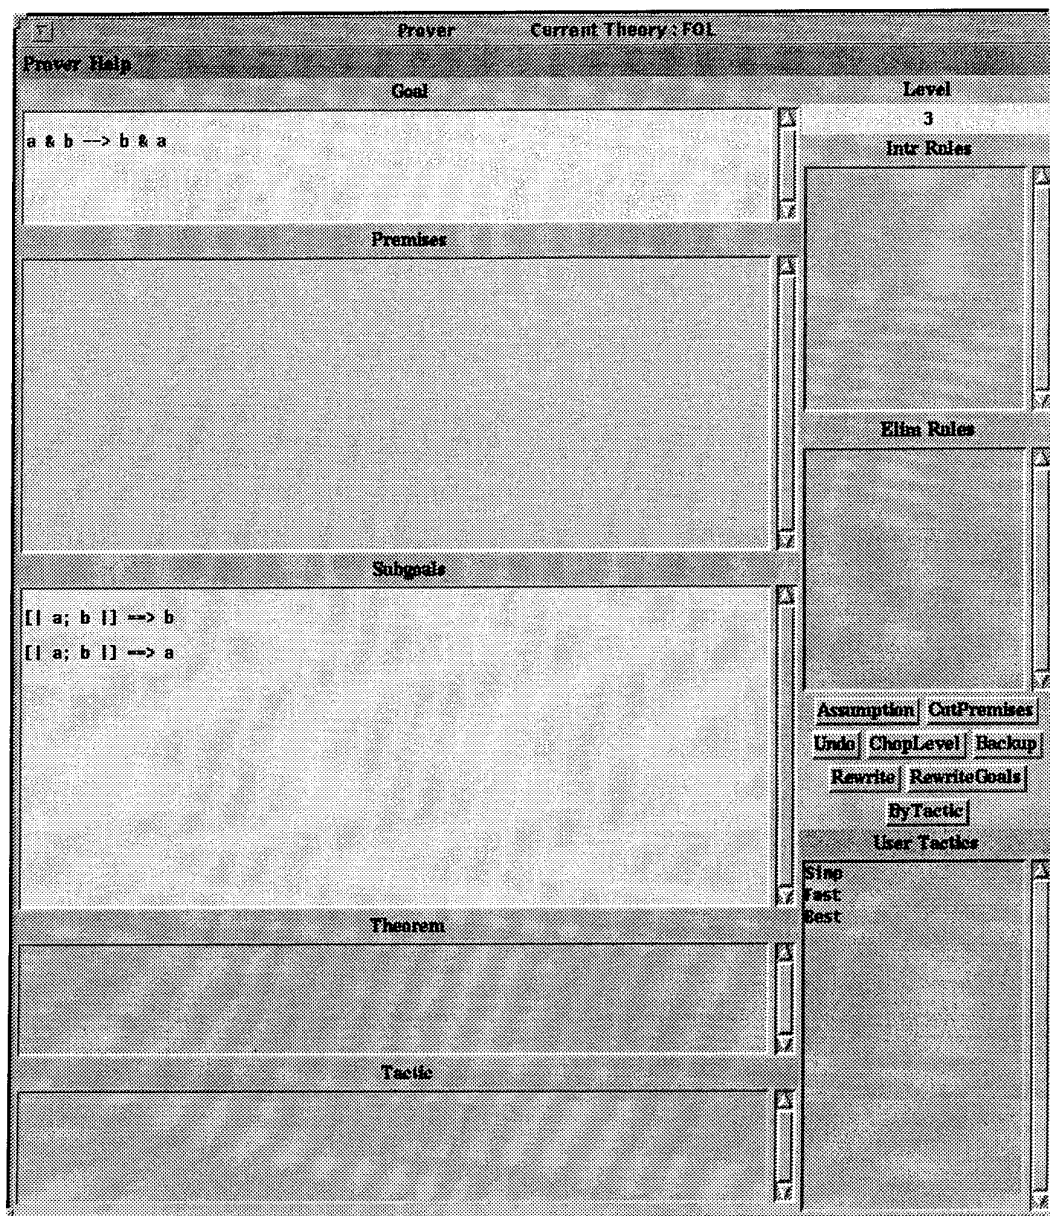 Prover Current Theory : FOL
Prover Help
Goal
a & b --> b & a
Premises
Subgoals
[| a; b |] ==> b
[| a; b |] ==> a
Theorem
Tactic
Level
3
Intr Rules
Elim Rules
Assumption CutPremises
Undo ChopLevel Backup
Rewrite RewriteGoals
ByTactic
User Tactics
Simp
Fast
Best